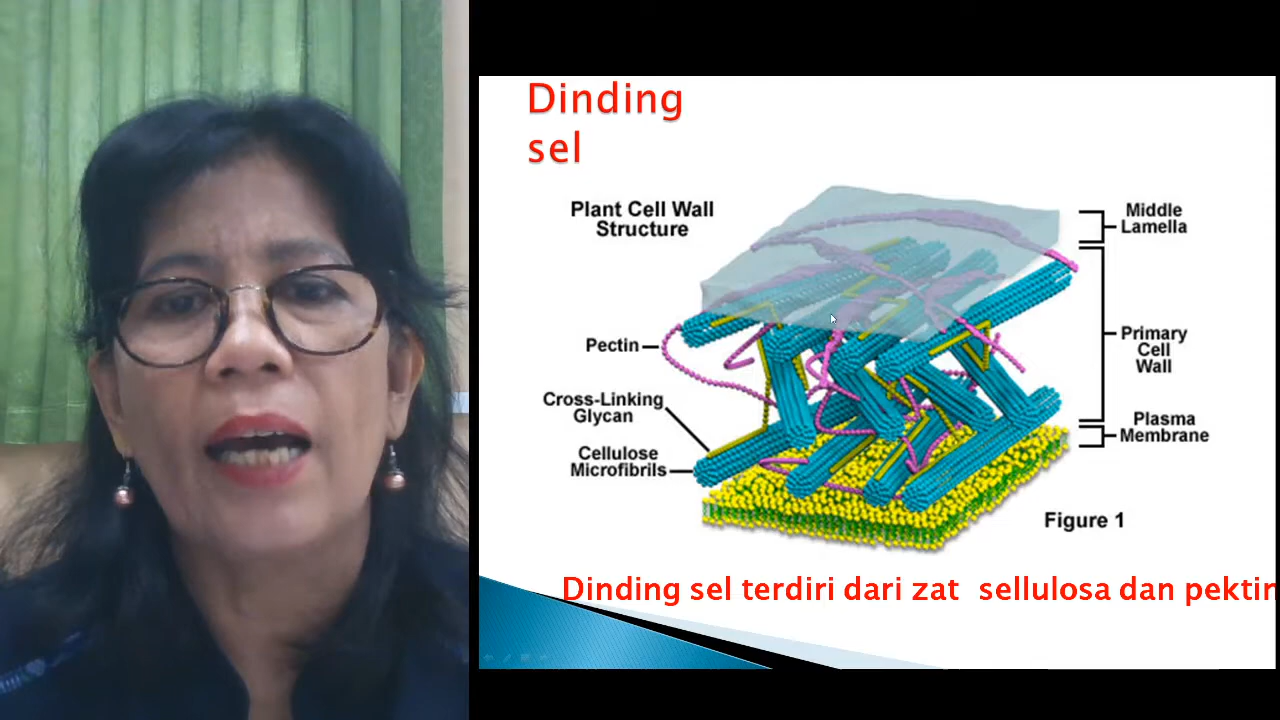 Dinding
sel
Plant Cell Wall
Structure
Middle
Lamella
Pectin
Primary
Cell
Wall
Cross-Linking
Glycan
Plasma
Membrane
Cellulose
Microfibrils
Figure 1
Dinding sel terdiri dari zat sellulosa dan pektin